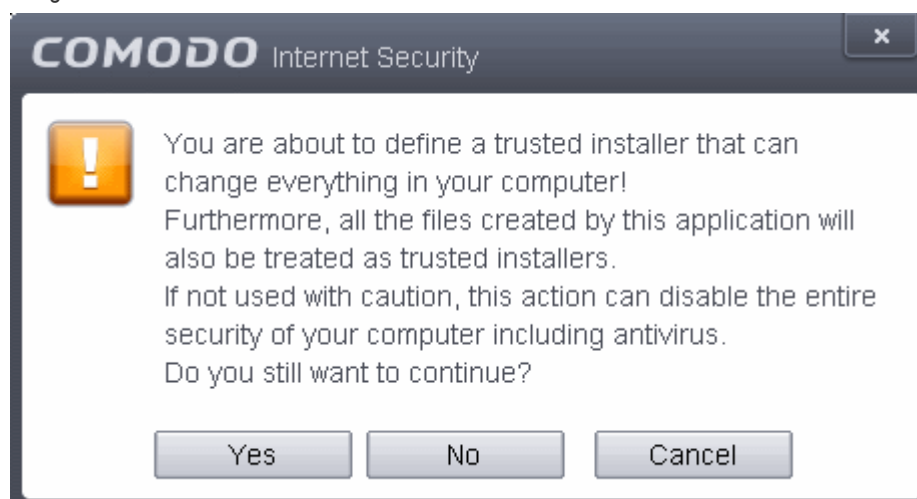 COMODO Internet Security
x
You are about to define a trusted installer that can
change everything in your computer!
Furthermore, all the files created by this application will
also be treated as trusted installers.
If not used with caution, this action can disable the entire
security of your computer including antivirus.
Do you still want to continue?
Yes No Cancel